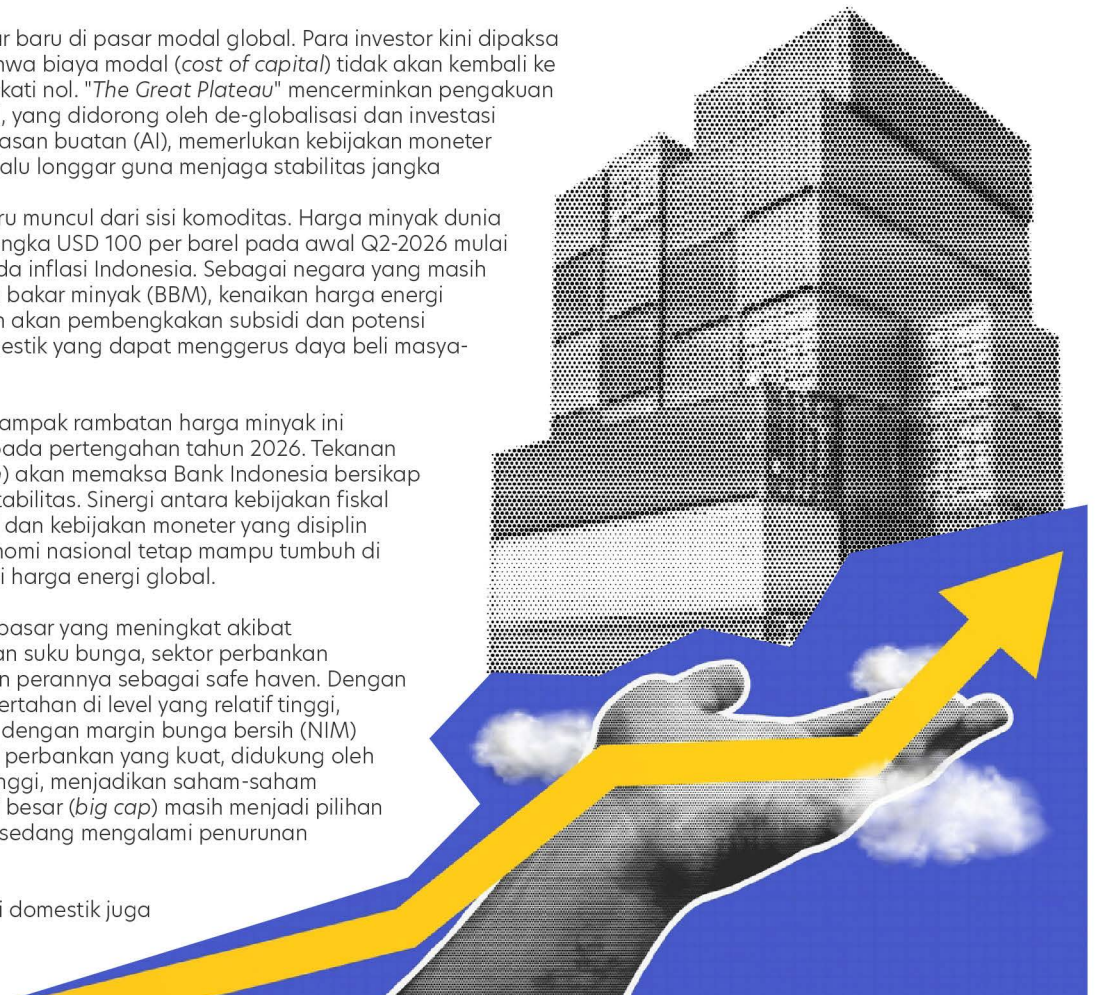 r baru di pasar modal global. Para investor kini dipaksa
hwa biaya modal (cost of capital) tidak akan kembali ke
kati nol. "The Great Plateau" mencerminkan pengakuan
, yang didorong oleh de-globalisasi dan investasi
asan buatan (AI), memerlukan kebijakan moneter
alu longgar guna menjaga stabilitas jangka
ru muncul dari sisi komoditas. Harga minyak dunia
ngka USD 100 per barel pada awal Q2-2026 mulai
da inflasi Indonesia. Sebagai negara yang masih
bakar minyak (BBM), kenaikan harga energi
n akan pembengkakan subsidi dan potensi
estik yang dapat menggerus daya beli masya-
ampak rambatan harga minyak ini
pada pertengahan tahun 2026. Tekanan
) akan memaksa Bank Indonesia bersikap
tabilitas. Sinergi antara kebijakan fiskal
dan kebijakan moneter yang disiplin
nomi nasional tetap mampu tumbuh di
i harga energi global.
pasar yang meningkat akibat
an suku bunga, sektor perbankan
n perannya sebagai safe haven. Dengan
ertahan di level yang relatif tinggi,
dengan margin bunga bersih (NIM)
perbankan yang kuat, didukung oleh
nggi, menjadikan saham-saham
besar (big cap) masih menjadi pilihan
sedang mengalami penurunan
i domestik juga